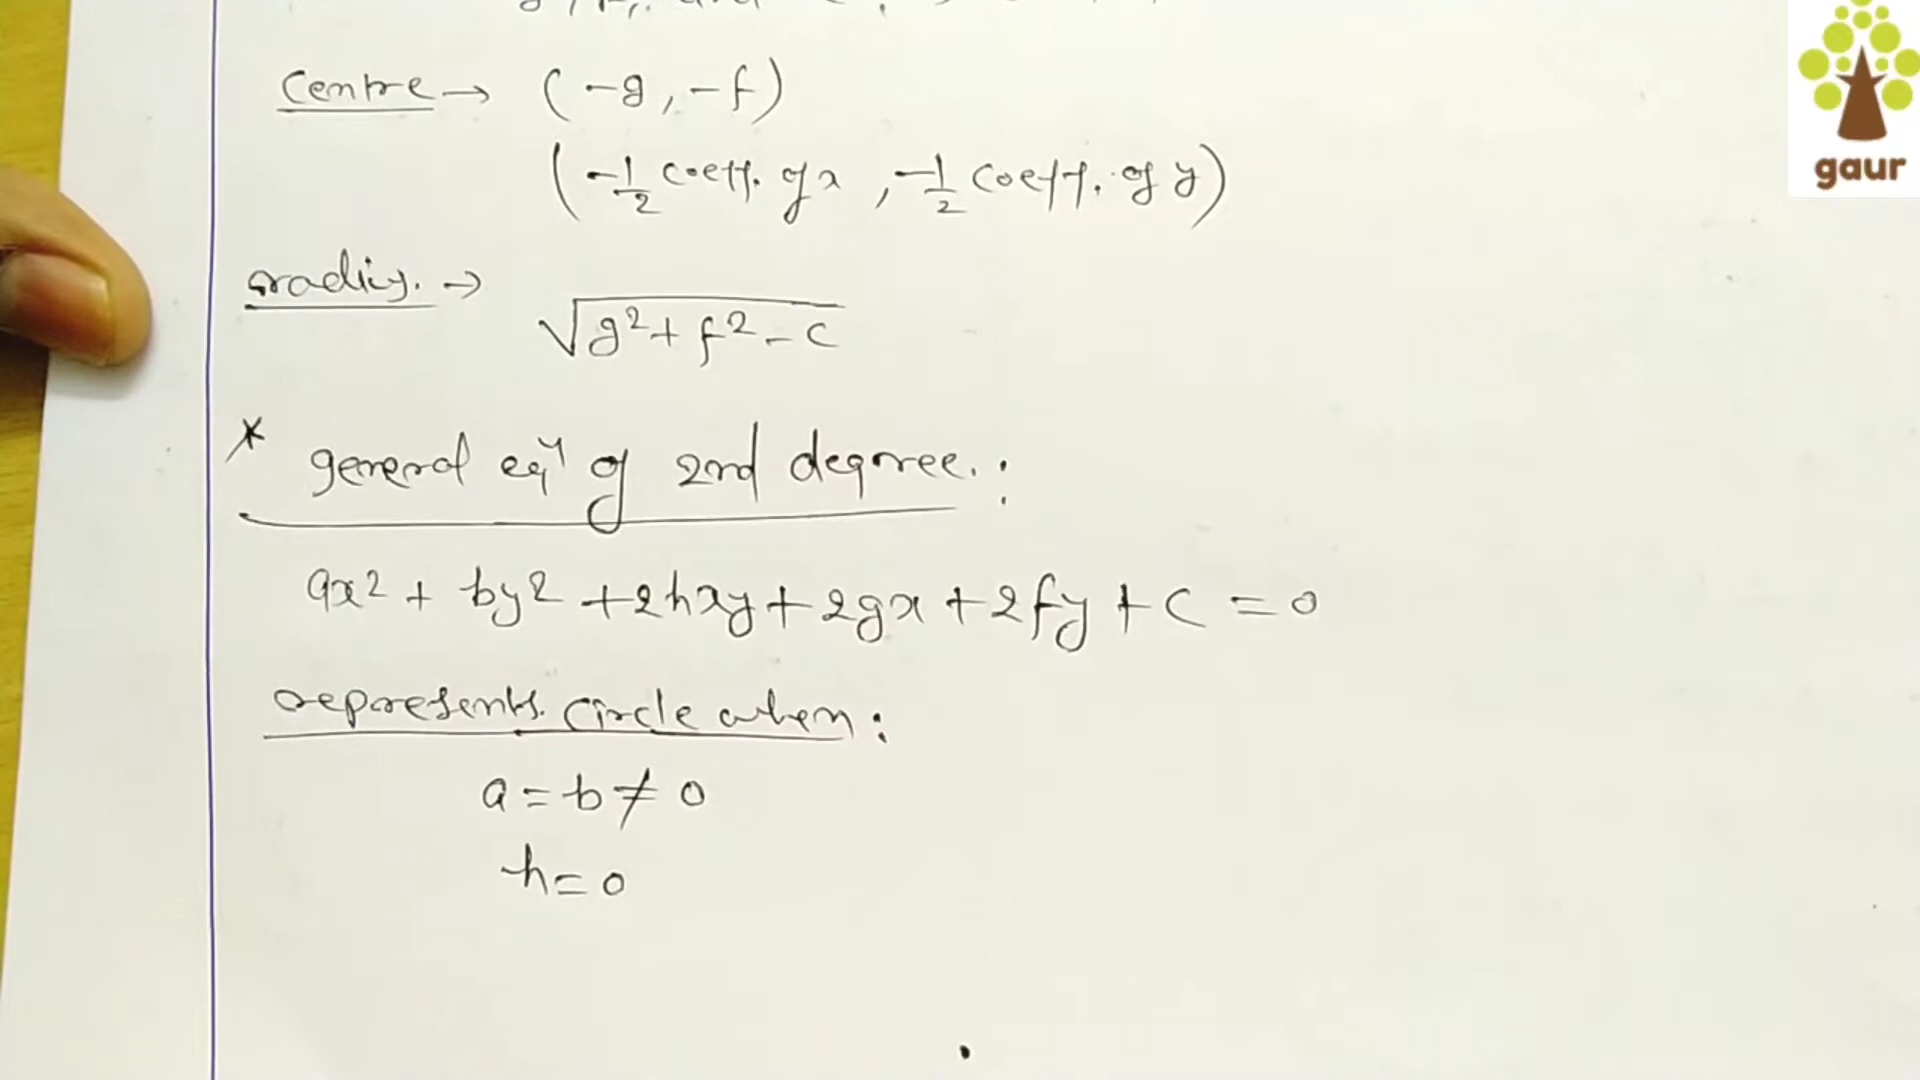 Centre → (-g, -f)
(-1/2 coeff. of x, -1/2 coeff. of y)
radius. →
√(g² + f² - c)
* general eqⁿ of 2nd degree. :
ax² + by² + 2hxy + 2gx + 2fy + c = 0
represents. circle when :
a = b ≠ 0
h = 0
gaur